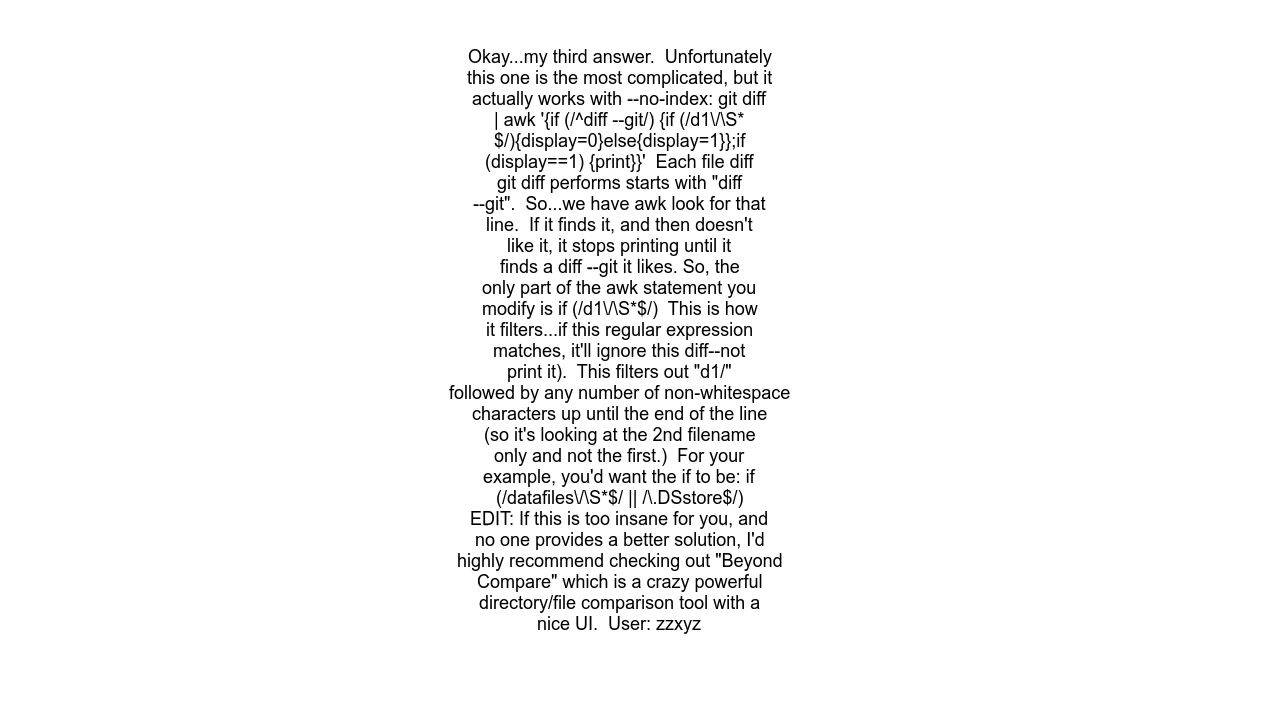 Okay...my third answer.  Unfortunately
this one is the most complicated, but it
actually works with --no-index: git diff
| awk '{if (/^diff --git/) {if (/d1\/\S*
$/){display=0}else{display=1}};if
(display==1) {print}}'  Each file diff
git diff performs starts with "diff
--git".  So...we have awk look for that
line.  If it finds it, and then doesn't
like it, it stops printing until it
finds a diff --git it likes. So, the
only part of the awk statement you
modify is if (/d1\/\S*$/)  This is how
it filters...if this regular expression
matches, it'll ignore this diff--not
print it).  This filters out "d1/"
followed by any number of non-whitespace
characters up until the end of the line
(so it's looking at the 2nd filename
only and not the first.)  For your
example, you'd want the if to be: if
(/datafiles\/\S*$/ || /\.DSstore$/)
EDIT: If this is too insane for you, and
no one provides a better solution, I'd
highly recommend checking out "Beyond
Compare" which is a crazy powerful
directory/file comparison tool with a
nice UI.  User: zzxyz